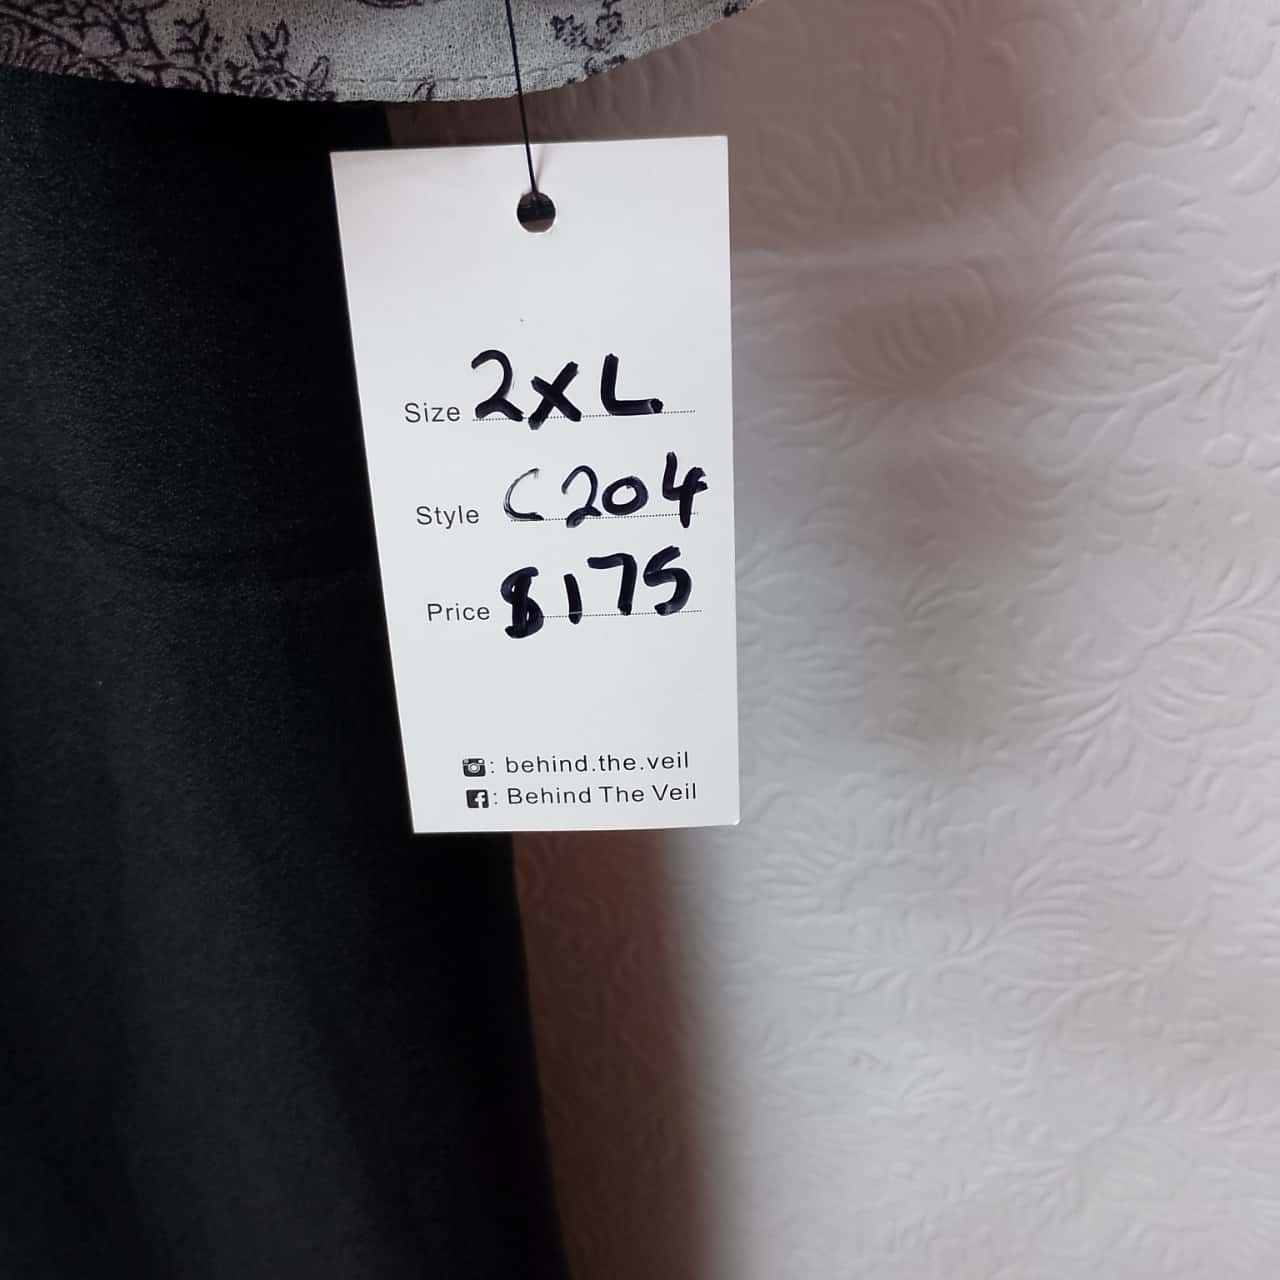 Size 2XL
Style C204
Price $175
: behind.the.veil
: Behind The Veil